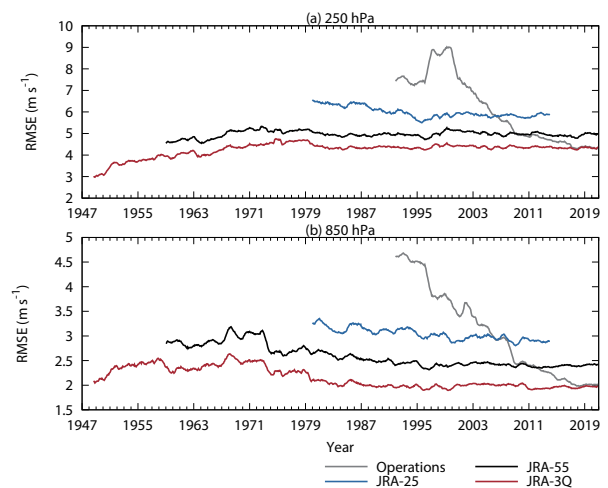 (a) 250 hPa
10
9
8
7
6
5
4
3
2
RMSE (m s⁻¹)
1947 1955 1963 1971 1979 1987 1995 2003 2011 2019
(b) 850 hPa
5
4.5
3.5
3
2.5
2
1.5
RMSE (m s⁻¹)
1947 1955 1963 1971 1979 1987 1995 2003 2011 2019
Year
Operations JRA-55
JRA-25 JRA-3Q